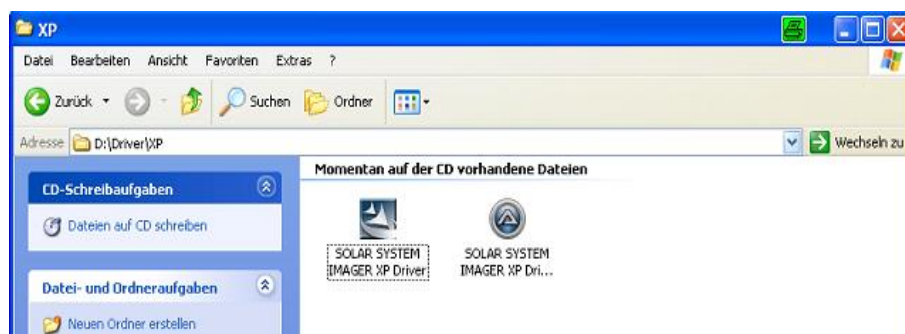 XP
Datei Bearbeiten Ansicht Favoriten Extras ?
Zurück Suchen Ordner
Adresse D:\Driver\XP Wechseln zu
Momentan auf der CD vorhandene Dateien
CD-Schreibaufgaben
Dateien auf CD schreiben
SOLAR SYSTEM
IMAGER XP Driver
SOLAR SYSTEM
IMAGER XP Dri...
Datei- und Ordneraufgaben
Neuen Ordner erstellen